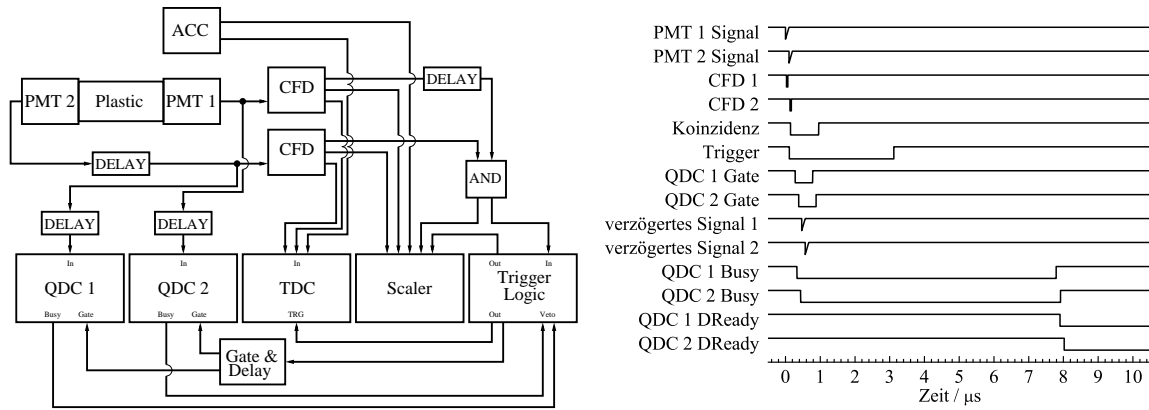 ACC
PMT 2
Plastic
PMT 1
CFD
DELAY
CFD
DELAY
AND
DELAY
DELAY
In
QDC 1
Busy
Gate
In
QDC 2
Busy
Gate
In
TDC
TRG
Scaler
Out
In
Trigger
Logic
Out
Veto
Gate &
Delay
PMT 1 Signal
PMT 2 Signal
CFD 1
CFD 2
Koinzidenz
Trigger
QDC 1 Gate
QDC 2 Gate
verzögertes Signal 1
verzögertes Signal 2
QDC 1 Busy
QDC 2 Busy
QDC 1 DReady
QDC 2 DReady
0 1 2 3 4 5 6 7 8 9 10
Zeit / µs